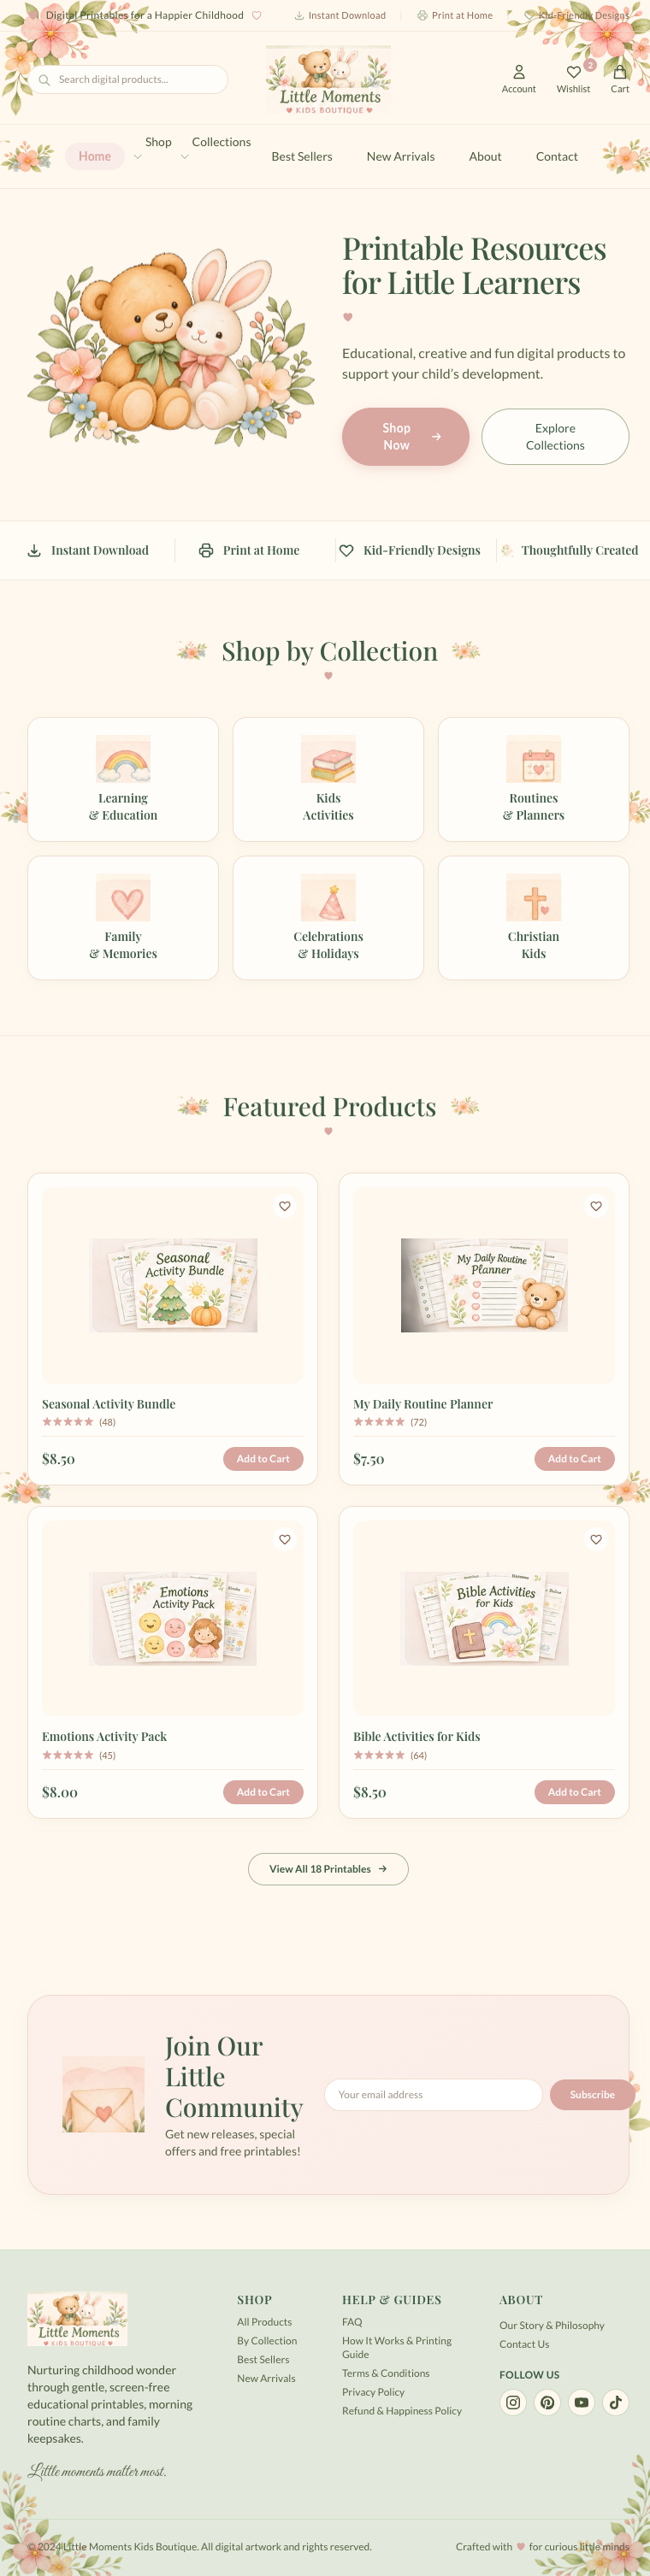 Digital Printables for a Happier Childhood
Instant Download
Print at Home
Kid-Friendly Designs
Search digital products...
Little Moments
KIDS BOUTIQUE
Account
2
Wishlist
Cart
Home
Shop
Collections
Best Sellers
New Arrivals
About
Contact
Printable Resources
for Little Learners
Educational, creative and fun digital products to
support your child's development.
Shop
Now
Explore
Collections
Instant Download
Print at Home
Kid-Friendly Designs
Thoughtfully Created
Shop by Collection
Learning
& Education
Kids
Activities
Routines
& Planners
Family
& Memories
Celebrations
& Holidays
Christian
Kids
Featured Products
Seasonal
Activity Bundle
Seasonal Activity Bundle
(48)
$8.50
Add to Cart
My Daily Routine
Planner
My Daily Routine Planner
(72)
$7.50
Add to Cart
Emotions
Activity Pack
Emotions Activity Pack
(45)
$8.00
Add to Cart
Bible Activities
for Kids
Bible Activities for Kids
(64)
$8.50
Add to Cart
View All 18 Printables
Join Our
Little
Community
Get new releases, special
offers and free printables!
Your email address
Subscribe
Little Moments
KIDS BOUTIQUE
Nurturing childhood wonder
through gentle, screen-free
educational printables, morning
routine charts, and family
keepsakes.
Little moments matter most.
SHOP
All Products
By Collection
Best Sellers
New Arrivals
HELP & GUIDES
FAQ
How It Works & Printing
Guide
Terms & Conditions
Privacy Policy
Refund & Happiness Policy
ABOUT
Our Story & Philosophy
Contact Us
FOLLOW US
© 2024 Little Moments Kids Boutique. All digital artwork and rights reserved.
Crafted with
for curious little minds